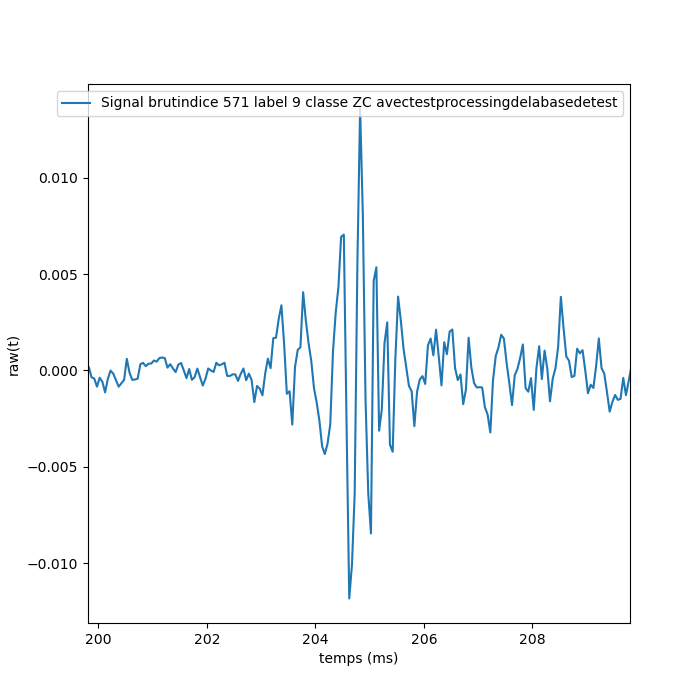 Signal brutindice 571 label 9 classe ZC avectestprocessingdelabasedetest
0.010
0.005
0.000
−0.005
−0.010
raw(t)
200 202 204 206 208
temps (ms)